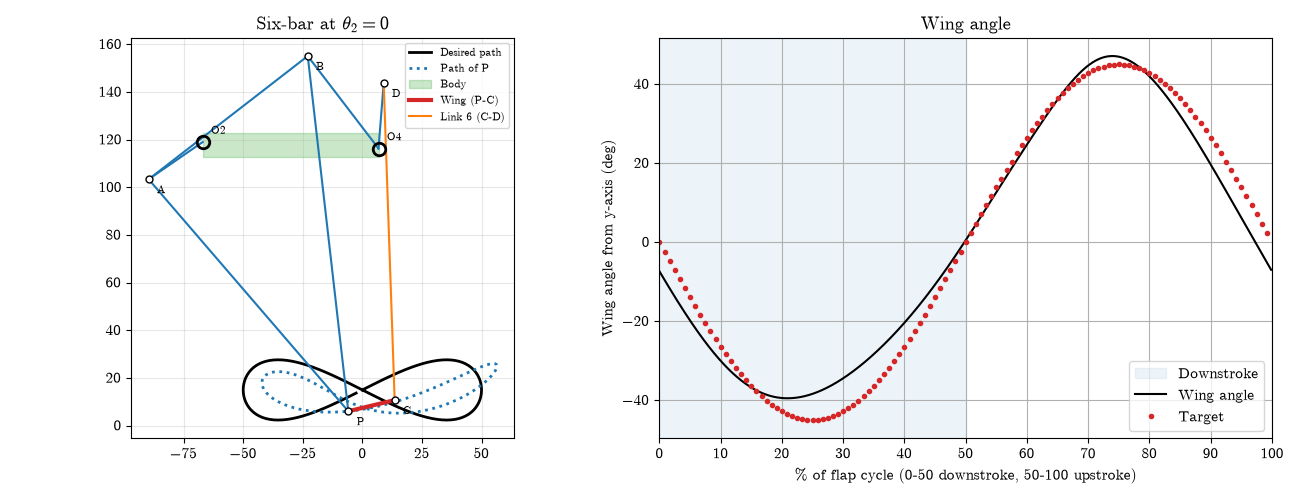 Six-bar at θ₂ = 0
160
140
120
100
80
60
40
20
0
−75
−50
−25
0
25
50
B
D
O2
O4
A
P
C
Desired path
Path of P
Body
Wing (P-C)
Link 6 (C-D)
Wing angle
Wing angle from y-axis (deg)
40
20
0
−20
−40
0
10
20
30
40
50
60
70
80
90
100
% of flap cycle (0-50 downstroke, 50-100 upstroke)
Downstroke
Wing angle
Target